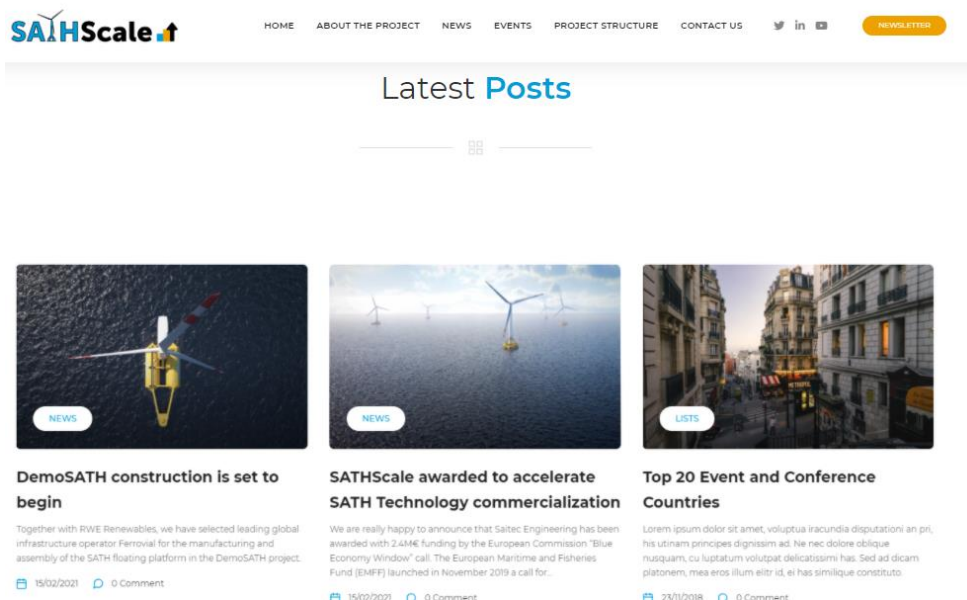 SATHScale
HOME ABOUT THE PROJECT NEWS EVENTS PROJECT STRUCTURE CONTACT US NEWSLETTER
Latest Posts
NEWS
NEWS
LISTS
DemoSATH construction is set to
begin
Together with RWE Renewables, we have selected leading global
infrastructure operator Ferrovial for the manufacturing and
assembly of the SATH floating platform in the DemoSATH project.
15/02/2021 0 Comment
SATHScale awarded to accelerate
SATH Technology commercialization
We are really happy to announce that Saitec Engineering has been
awarded with 2.4M€ funding by the European Commission "Blue
Economy Window" call. The European Maritime and Fisheries
Fund (EMFF) launched in November 2019 a call for...
15/02/2021 0 Comment
Top 20 Event and Conference
Countries
Lorem ipsum dolor sit amet, voluptua iracundia disputationi an pri,
his utinam principes dignissim ad. Ne nec dolore oblique
nusquam, cu luptatum volutpat delicatissimi has. Sed ad dicam
platonem, mea eros illum elitr id, ei has similique constituto.
23/11/2018 0 Comment